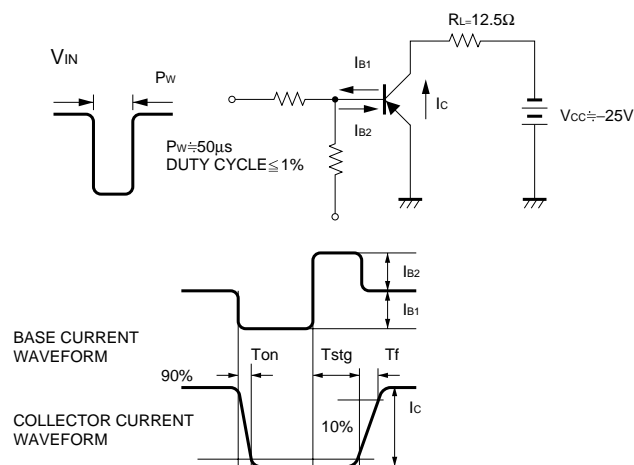 RL=12.5Ω
VIN
PW
IB1
IC
IB2
VCC≒−25V
PW≒50μs
DUTY CYCLE≦1%
IB2
IB1
BASE CURRENT
WAVEFORM
Ton
Tstg
Tf
90%
IC
10%
COLLECTOR CURRENT
WAVEFORM